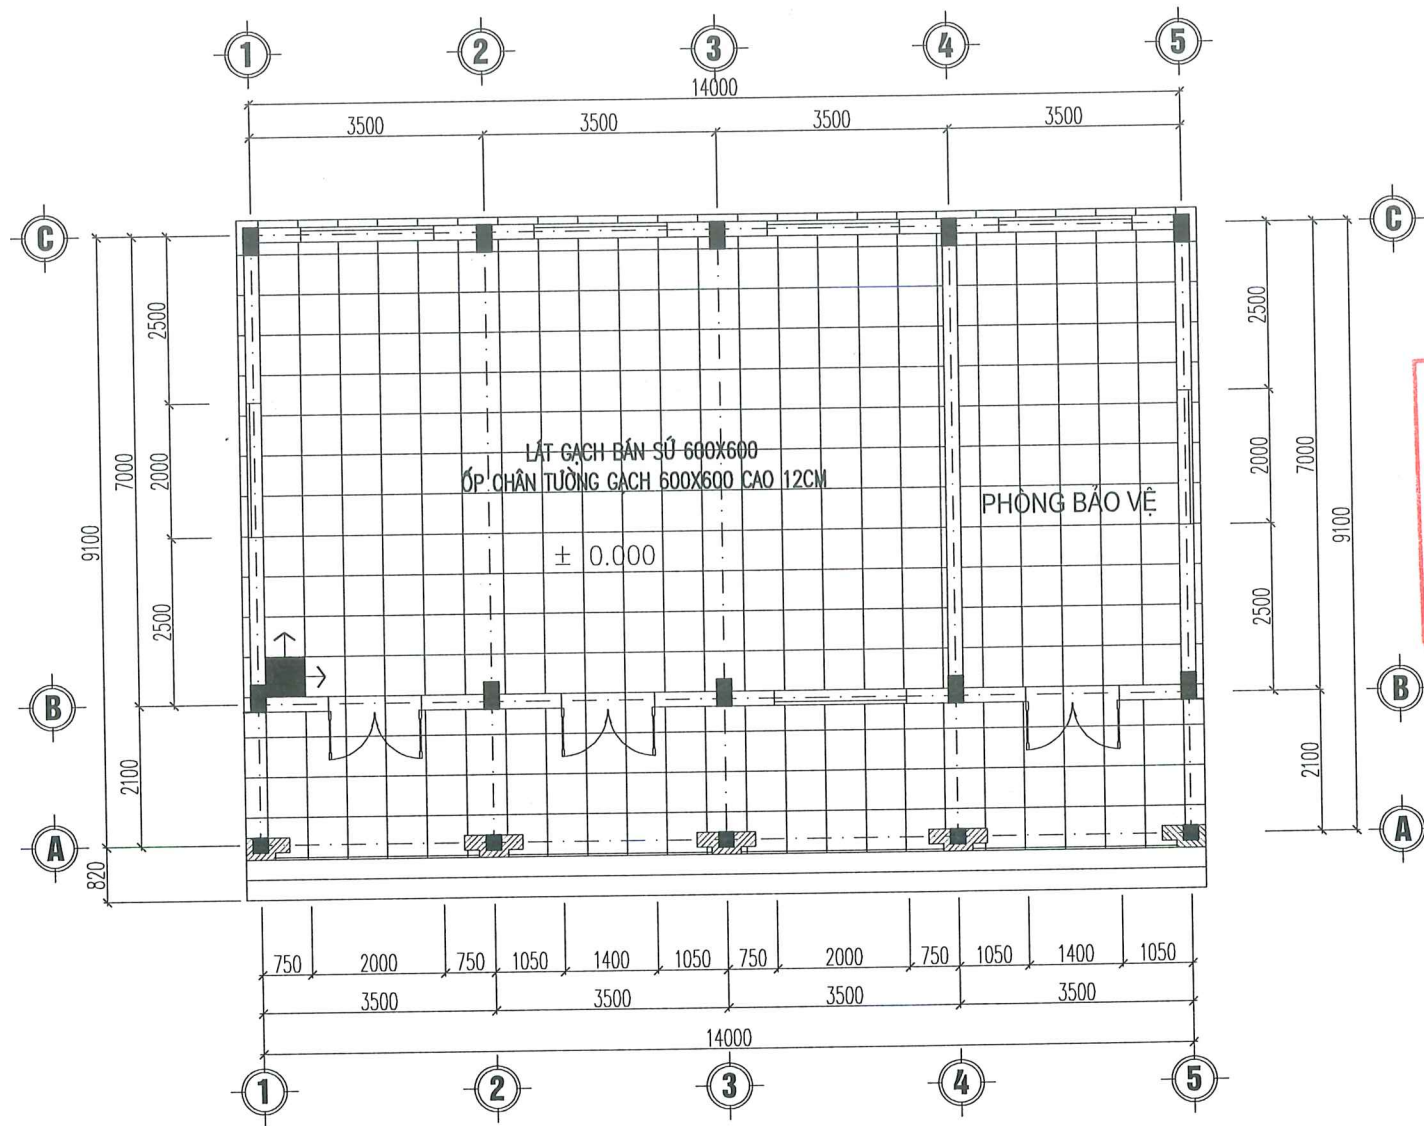 1 2 3 4 5
14000
3500 3500 3500 3500
C C
2500 2500
7000 2000 2000 7000
9100 9100
2500 2500
LÁT GẠCH BÁN SỨ 600X600
ỐP CHÂN TƯỜNG GẠCH 600X600 CAO 12CM
PHÒNG BẢO VỆ
± 0.000
B B
2100 2100
A A
820
750 2000 750 1050 1400 1050 750 2000 750 1050 1400 1050
3500 3500 3500 3500
14000
1 2 3 4 5